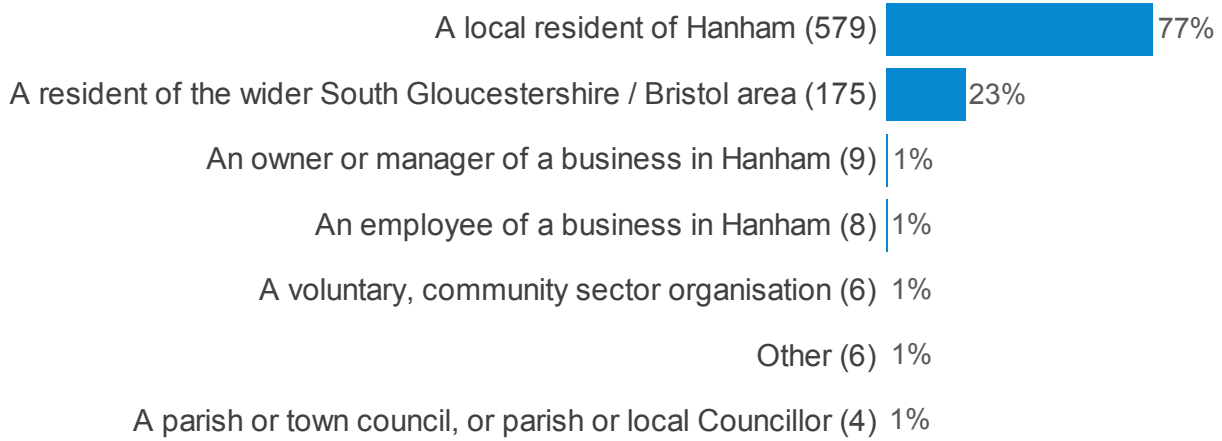 A local resident of Hanham (579) 77%
A resident of the wider South Gloucestershire / Bristol area (175) 23%
An owner or manager of a business in Hanham (9) 1%
An employee of a business in Hanham (8) 1%
A voluntary, community sector organisation (6) 1%
Other (6) 1%
A parish or town council, or parish or local Councillor (4) 1%